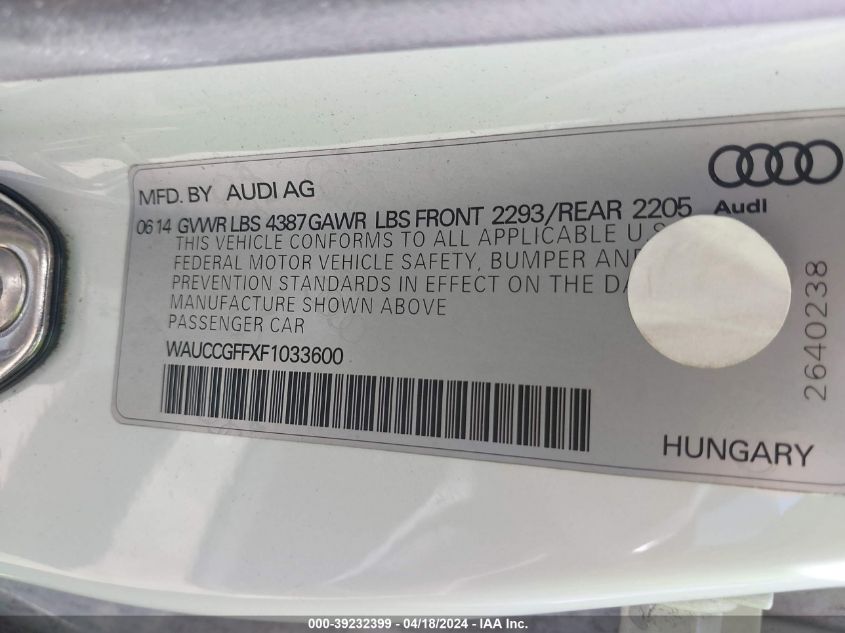 MFD. BY AUDI AG
Audi
0614 GVWR LBS 4387 GAWR LBS FRONT 2293/REAR 2205
THIS VEHICLE CONFORMS TO ALL APPLICABLE U.S
FEDERAL MOTOR VEHICLE SAFETY, BUMPER AND
PREVENTION STANDARDS IN EFFECT ON THE DA
MANUFACTURE SHOWN ABOVE
PASSENGER CAR
WAUCCGFFXF1033600
2640238
HUNGARY
000-39232399 - 04/18/2024 - IAA Inc.